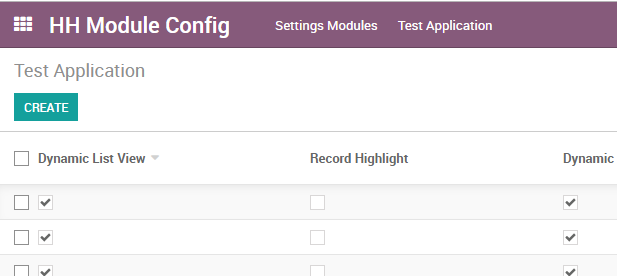 HH Module Config Settings Modules Test Application
Test Application
CREATE
Dynamic List View Record Highlight Dynamic